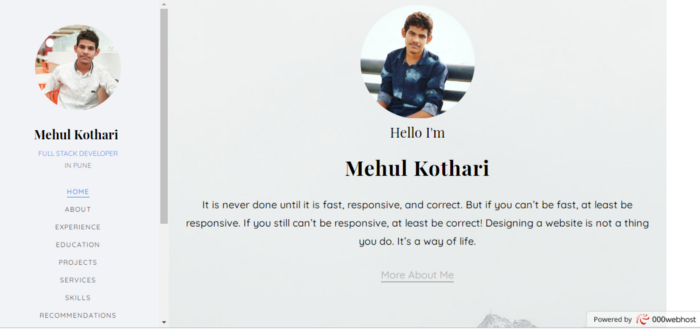 Mehul Kothari
FULL STACK DEVELOPER
IN PUNE
HOME
ABOUT
EXPERIENCE
EDUCATION
PROJECTS
SERVICES
SKILLS
RECOMMENDATIONS
Hello I'm
Mehul Kothari
It is never done until it is fast, responsive, and correct. But if you can't be fast, at least be
responsive. If you still can't be responsive, at least be correct! Designing a website is not a thing
you do. It's a way of life.
More About Me
Powered by 000webhost